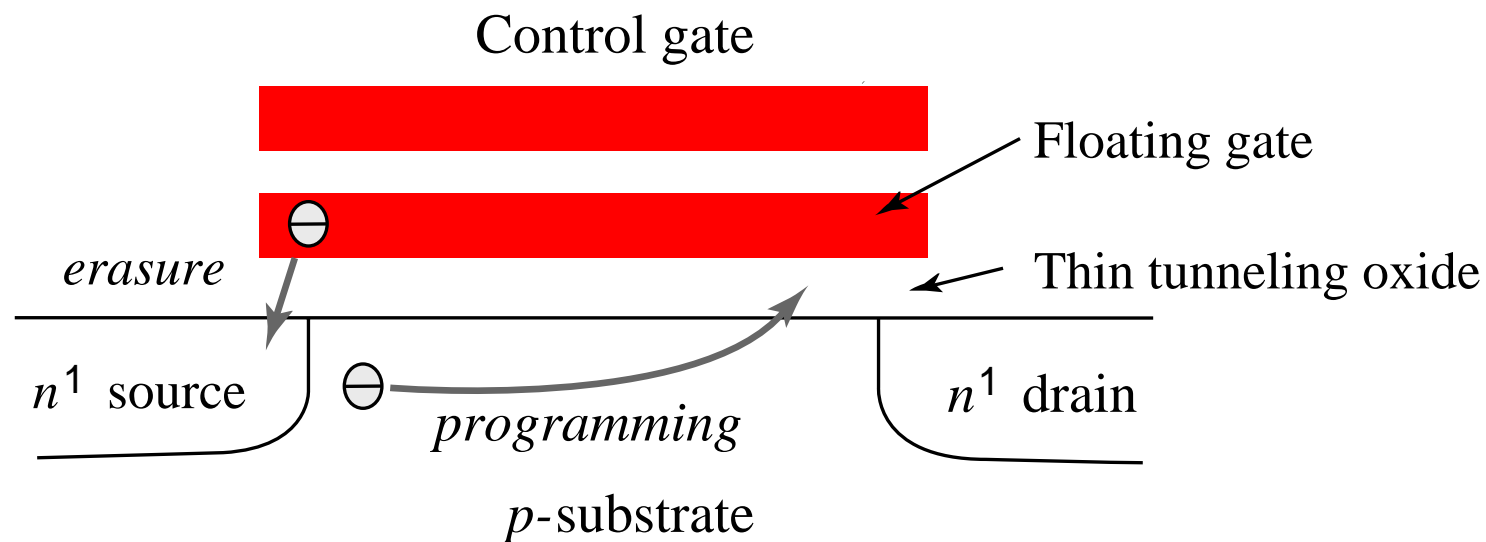 Control gate
Floating gate
erasure
Thin tunneling oxide
n¹ source
programming
n¹ drain
p-substrate